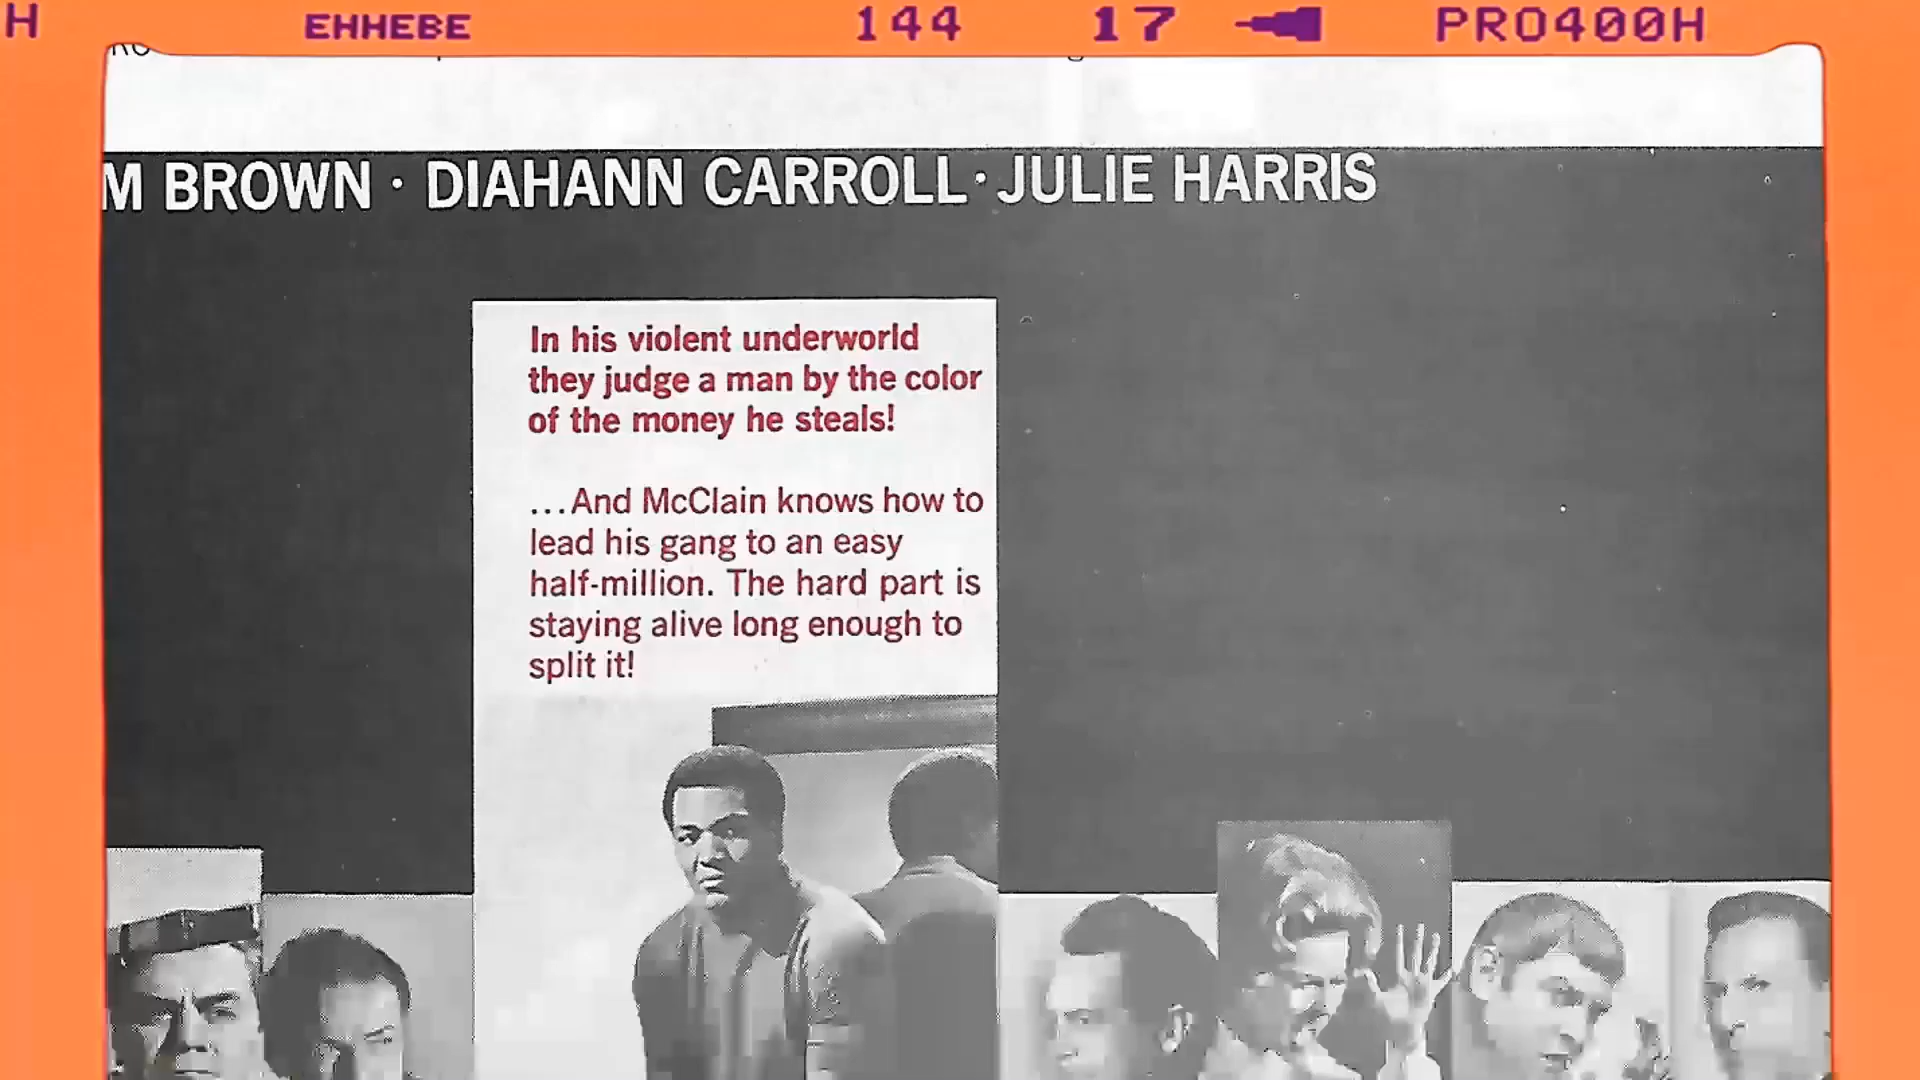 H EHHEBE 144 17 PRO400H
M BROWN · DIAHANN CARROLL · JULIE HARRIS
In his violent underworld
they judge a man by the color
of the money he steals!
...And McClain knows how to
lead his gang to an easy
half-million. The hard part is
staying alive long enough to
split it!